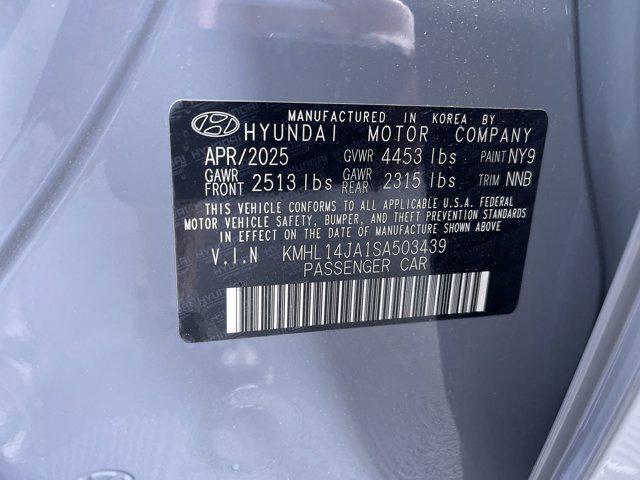 MANUFACTURED IN KOREA BY
HYUNDAI MOTOR COMPANY
APR/2025 GVWR 4453 lbs PAINT NY9
GAWR FRONT 2513 lbs GAWR REAR 2315 lbs TRIM NNB
THIS VEHICLE CONFORMS TO ALL APPLICABLE U.S.A. FEDERAL
MOTOR VEHICLE SAFETY, BUMPER, AND THEFT PREVENTION STANDARDS
IN EFFECT ON THE DATE OF MANUFACTURE SHOWN ABOVE
V.I.N KMHL14JA1SA503439
PASSENGER CAR